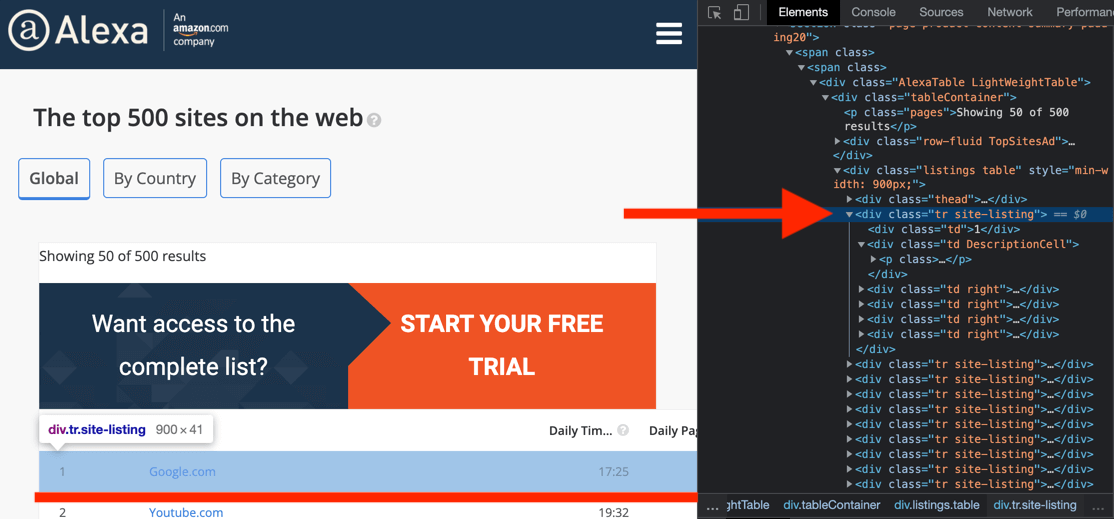 Alexa
An
amazon.com
company
The top 500 sites on the web ?
Global
By Country
By Category
Showing 50 of 500 results
Want access to the
complete list?
START YOUR FREE
TRIAL
div.tr.site-listing 900 × 41
Daily Tim... ? Daily Pag
1 Google.com 17:25
2 Youtube.com 19:32
Elements Console Sources Network Performan
ing20">
▼<span class>
▼<span class>
▼<div class="AlexaTable LightWeightTable">
▼<div class="tableContainer">
<p class="pages">Showing 50 of 500
results</p>
▶<div class="row-fluid TopSitesAd">…
</div>
▼<div class="listings table" style="min-w
idth: 900px;">
▶<div class="thead">…</div>
▼<div class="tr site-listing"> == $0
<div class="td">1</div>
▼<div class="td DescriptionCell">
▶<p class>…</p>
</div>
▶<div class="td right">…</div>
▶<div class="td right">…</div>
▶<div class="td right">…</div>
▶<div class="td right">…</div>
</div>
▶<div class="tr site-listing">…</div>
▶<div class="tr site-listing">…</div>
▶<div class="tr site-listing">…</div>
▶<div class="tr site-listing">…</div>
▶<div class="tr site-listing">…</div>
▶<div class="tr site-listing">…</div>
▶<div class="tr site-listing">…</div>
▶<div class="tr site-listing">…</div>
▶<div class="tr site-listing">…</div>
... ghtTable div.tableContainer div.listings.table div.tr.site-listing ...